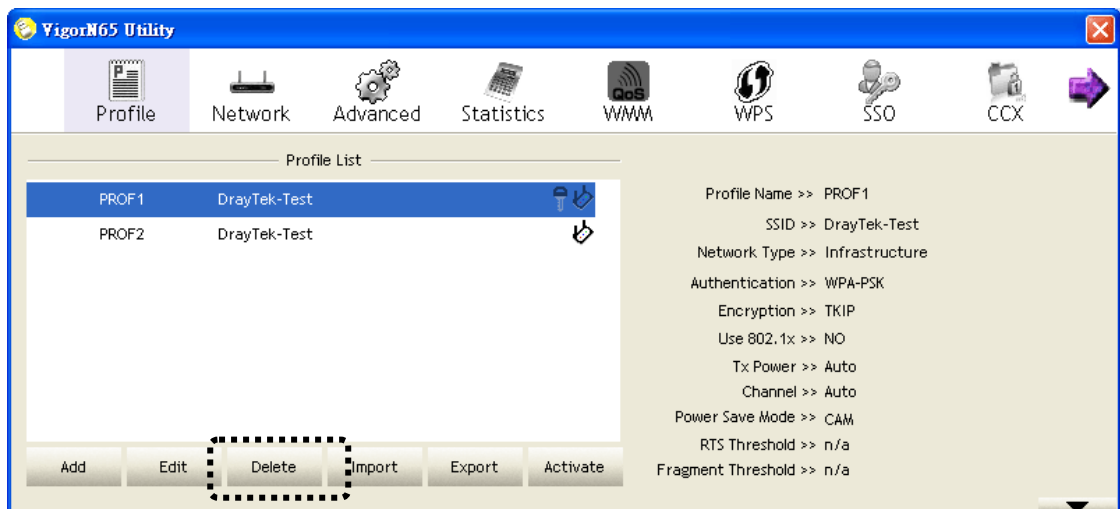 VigorN65 Utility
Profile Network Advanced Statistics QoS WMM WPS SSO CCX
Profile List
PROF1 DrayTek-Test
PROF2 DrayTek-Test
Add Edit Delete Import Export Activate
Profile Name >> PROF1
SSID >> DrayTek-Test
Network Type >> Infrastructure
Authentication >> WPA-PSK
Encryption >> TKIP
Use 802.1x >> NO
Tx Power >> Auto
Channel >> Auto
Power Save Mode >> CAM
RTS Threshold >> n/a
Fragment Threshold >> n/a